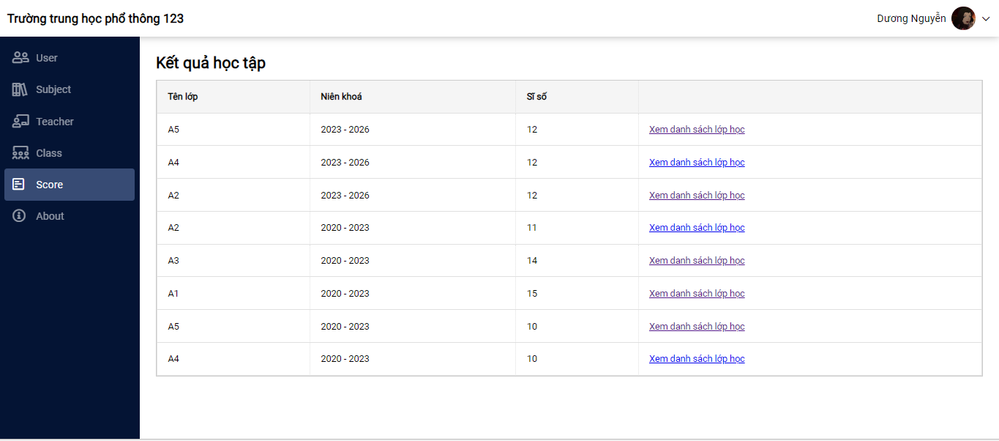 Trường trung học phổ thông 123
Dương Nguyễn
User
Subject
Teacher
Class
Score
About
Kết quả học tập
Tên lớp Niên khoá Sĩ số
A5 2023 - 2026 12 Xem danh sách lớp học
A4 2023 - 2026 12 Xem danh sách lớp học
A2 2023 - 2026 12 Xem danh sách lớp học
A2 2020 - 2023 11 Xem danh sách lớp học
A3 2020 - 2023 14 Xem danh sách lớp học
A1 2020 - 2023 15 Xem danh sách lớp học
A5 2020 - 2023 10 Xem danh sách lớp học
A4 2020 - 2023 10 Xem danh sách lớp học